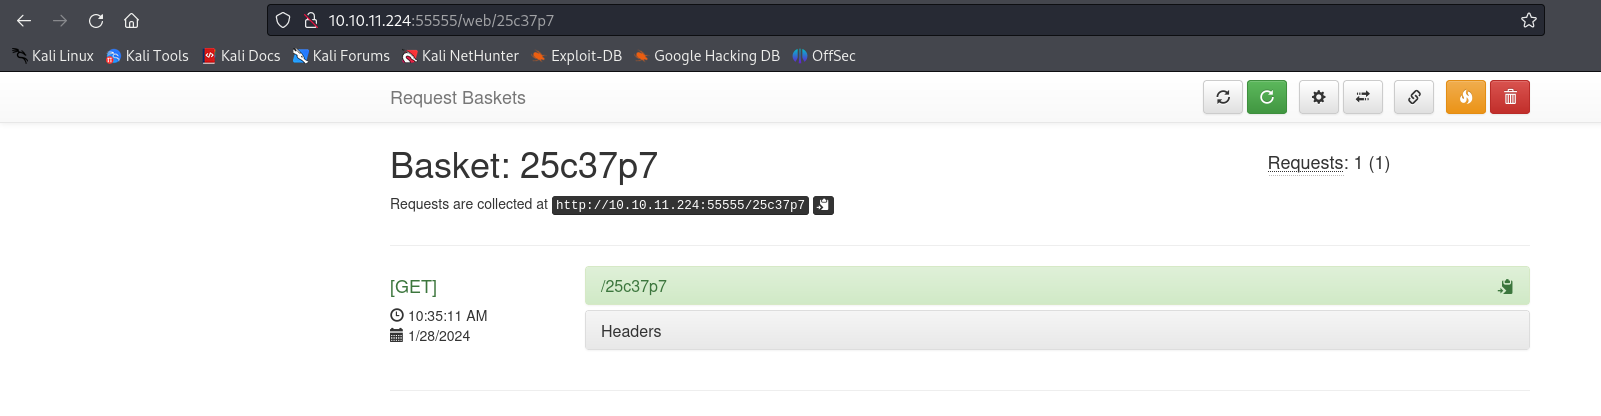 10.10.11.224:55555/web/25c37p7
Kali Linux Kali Tools Kali Docs Kali Forums Kali NetHunter Exploit-DB Google Hacking DB OffSec
Request Baskets
Basket: 25c37p7
Requests: 1 (1)
Requests are collected at http://10.10.11.224:55555/25c37p7
[GET]
/25c37p7
10:35:11 AM
Headers
1/28/2024